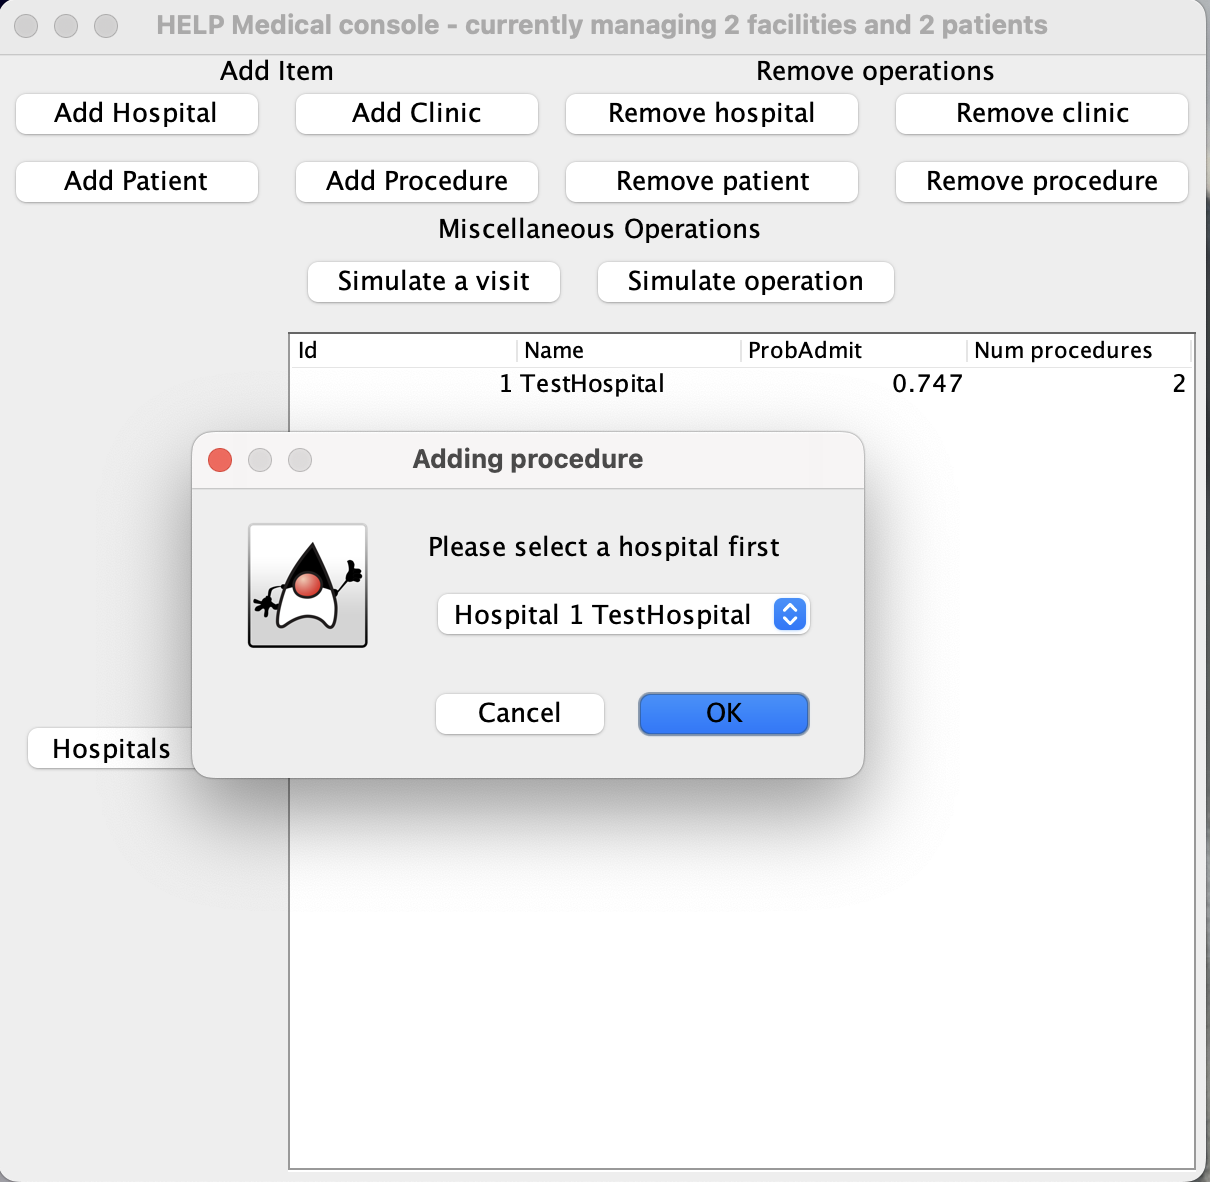 HELP Medical console - currently managing 2 facilities and 2 patients
Add Item Remove operations
Add Hospital Add Clinic Remove hospital Remove clinic
Add Patient Add Procedure Remove patient Remove procedure
Miscellaneous Operations
Simulate a visit Simulate operation
Id Name ProbAdmit Num procedures
1 TestHospital 0.747 2
Adding procedure
Please select a hospital first
Hospital 1 TestHospital
Cancel OK
Hospitals